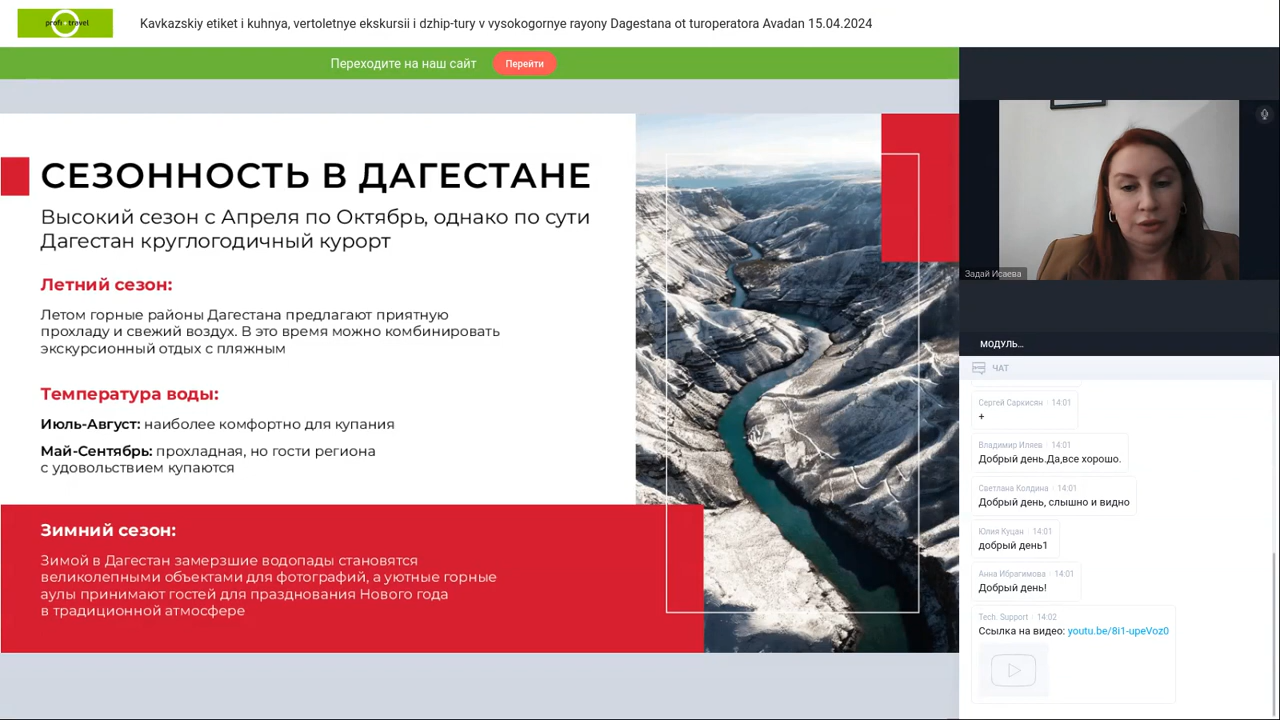 profi travel
Kavkazskiy etiket i kuhnya, vertoletnye ekskursii i dzhip-tury v vysokogornye rayony Dagestana ot turoperatora Avadan 15.04.2024
Переходите на наш сайт
Перейти
СЕЗОННОСТЬ В ДАГЕСТАНЕ
Высокий сезон с Апреля по Октябрь, однако по сути
Дагестан круглогодичный курорт
Летний сезон:
Летом горные районы Дагестана предлагают приятную
прохладу и свежий воздух. В это время можно комбинировать
экскурсионный отдых с пляжным
Температура воды:
Июль-Август: наиболее комфортно для купания
Май-Сентябрь: прохладная, но гости региона
с удовольствием купаются
Зимний сезон:
Зимой в Дагестан замерзшие водопады становятся
великолепными объектами для фотографий, а уютные горные
аулы принимают гостей для празднования Нового года
в традиционной атмосфере
Задай Исаева
МОДУЛЬ...
ЧАТ
Сергей Саркисян 14:01
+
Владимир Иляев 14:01
Добрый день.Да,все хорошо.
Светлана Колдина 14:01
Добрый день, слышно и видно
Юлия Куцан 14:01
добрый день1
Анна Ибрагимова 14:01
Добрый день!
Tech. Support 14:02
Ссылка на видео: youtu.be/8i1-upeVoz0